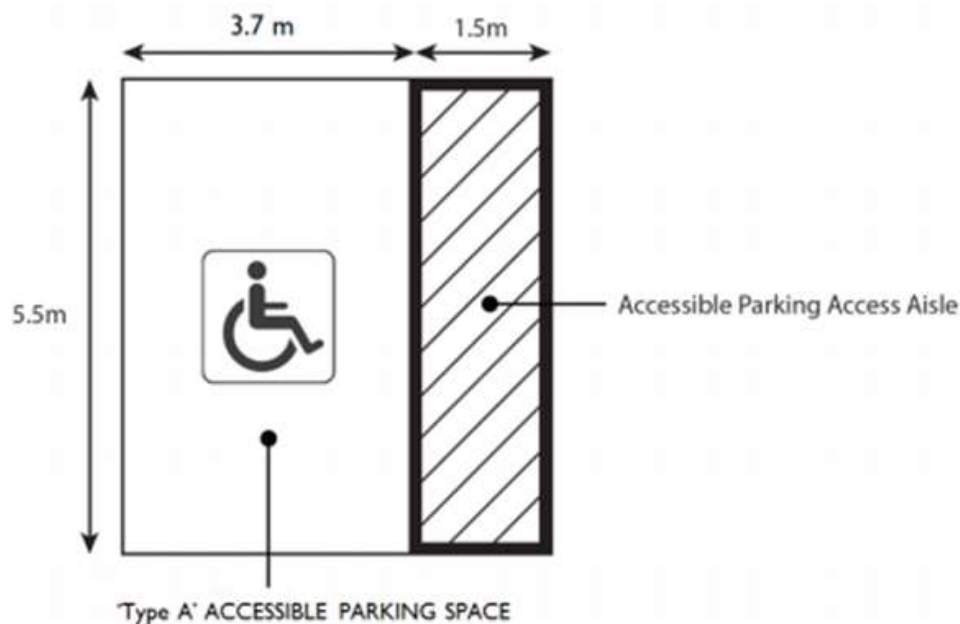 3.7 m
1.5m
5.5m
Accessible Parking Access Aisle
'Type A' ACCESSIBLE PARKING SPACE